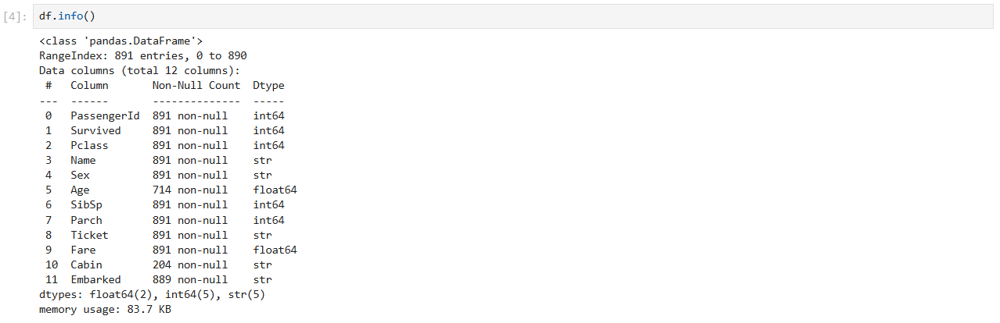 [4]: df.info()
<class 'pandas.DataFrame'>
RangeIndex: 891 entries, 0 to 890
Data columns (total 12 columns):
 #   Column       Non-Null Count  Dtype
---  ------       --------------  -----
 0   PassengerId  891 non-null    int64
 1   Survived     891 non-null    int64
 2   Pclass       891 non-null    int64
 3   Name         891 non-null    str
 4   Sex          891 non-null    str
 5   Age          714 non-null    float64
 6   SibSp        891 non-null    int64
 7   Parch        891 non-null    int64
 8   Ticket       891 non-null    str
 9   Fare         891 non-null    float64
 10  Cabin        204 non-null    str
 11  Embarked     889 non-null    str
dtypes: float64(2), int64(5), str(5)
memory usage: 83.7 KB